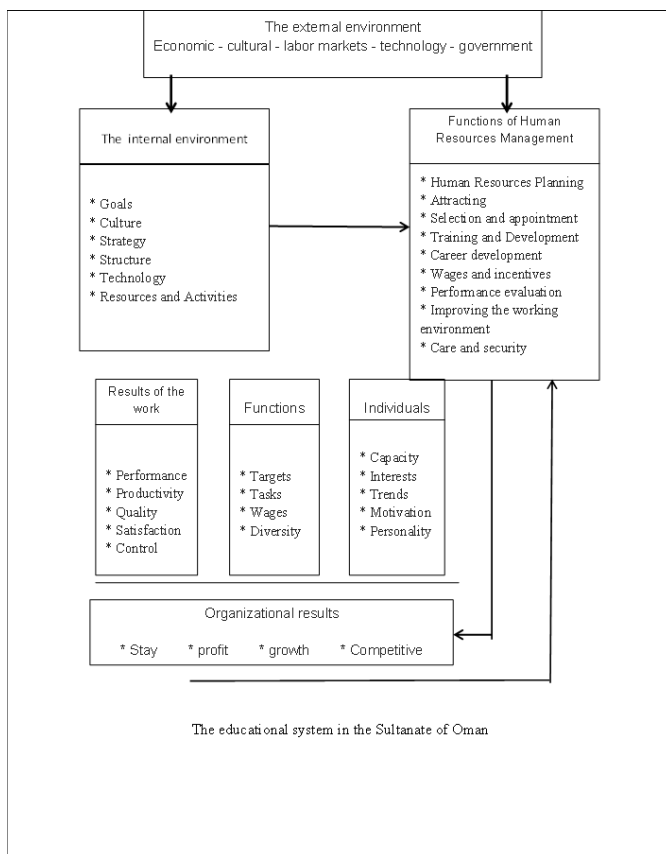 The external environment
Economic - cultural - labor markets - technology - government
The internal environment
* Goals
* Culture
* Strategy
* Structure
* Technology
* Resources and Activities
Functions of Human
Resources Management
* Human Resources Planning
* Attracting
* Selection and appointment
* Training and Development
* Career development
* Wages and incentives
* Performance evaluation
* Improving the working
environment
* Care and security
Results of the
work
* Performance
* Productivity
* Quality
* Satisfaction
* Control
Functions
* Targets
* Tasks
* Wages
* Diversity
Individuals
* Capacity
* Interests
* Trends
* Motivation
* Personality
Organizational results
* Stay * profit * growth * Competitive
The educational system in the Sultanate of Oman